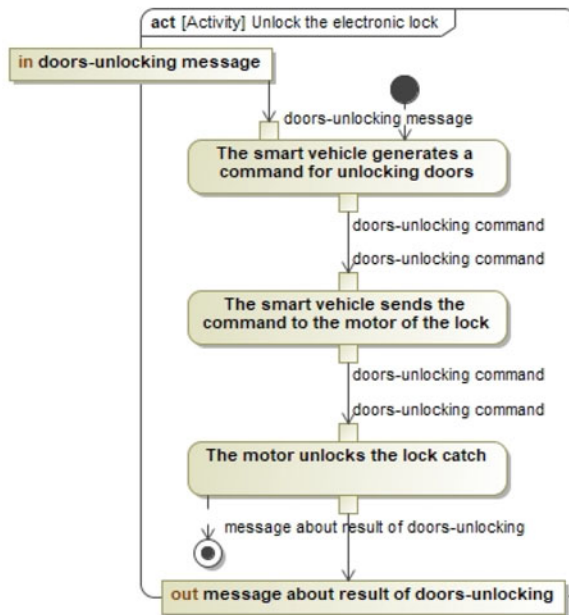 act [Activity] Unlock the electronic lock
in doors-unlocking message
doors-unlocking message
The smart vehicle generates a
command for unlocking doors
doors-unlocking command
doors-unlocking command
The smart vehicle sends the
command to the motor of the lock
doors-unlocking command
doors-unlocking command
The motor unlocks the lock catch
message about result of doors-unlocking
out message about result of doors-unlocking